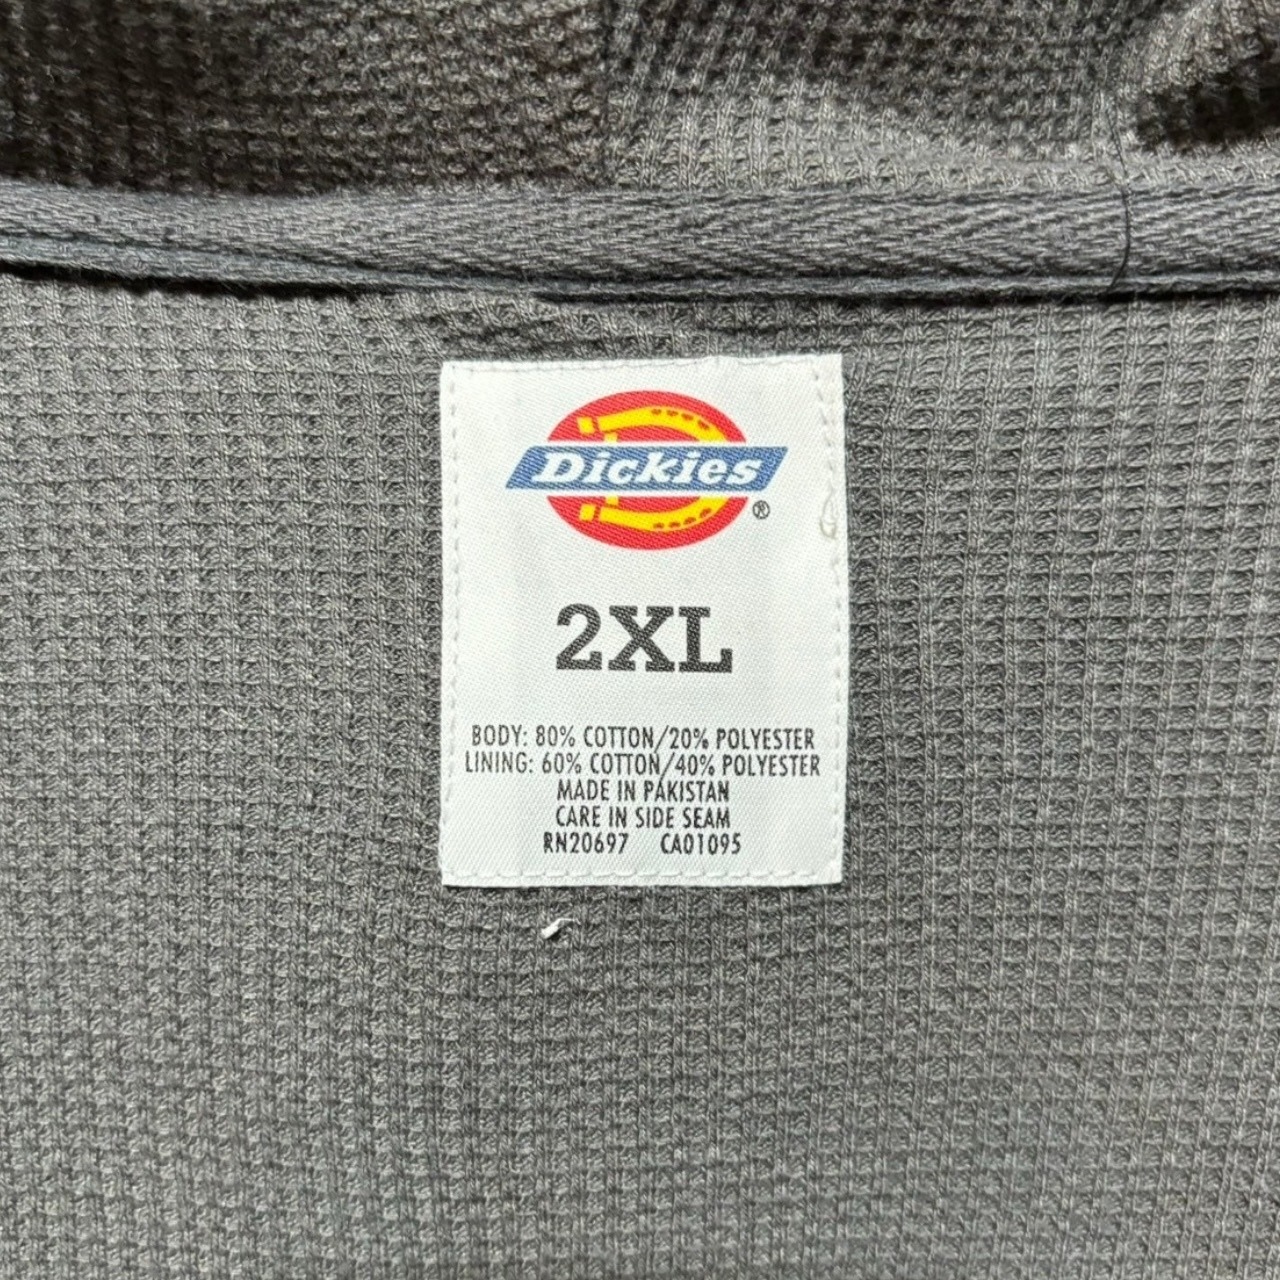 Dickies®
2XL
BODY: 80% COTTON/20% POLYESTER
LINING: 60% COTTON/40% POLYESTER
MADE IN PAKISTAN
CARE IN SIDE SEAM
RN20697 CA01095